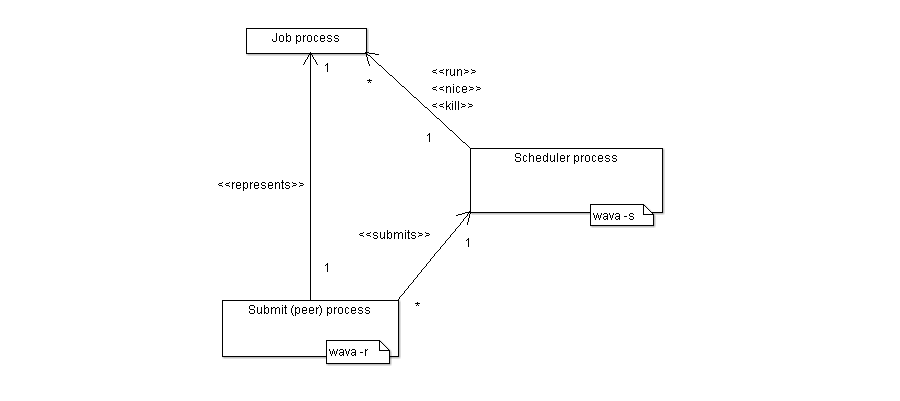 Job process
1
*
<<run>>
<<nice>>
<<kill>>
1
Scheduler process
<<represents>>
wava -s
<<submits>>
1
1
*
Submit (peer) process
wava -r